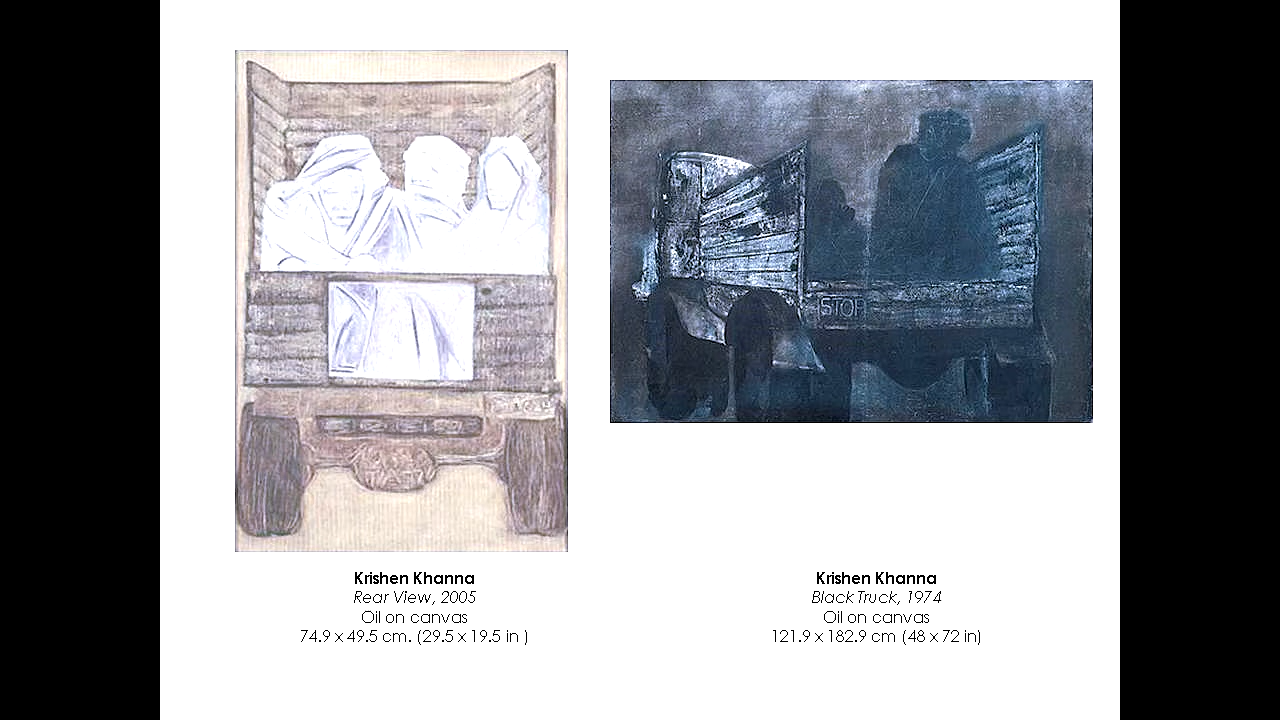 STOP
TATA
Krishen Khanna
Rear View, 2005
Oil on canvas
74.9 x 49.5 cm. (29.5 x 19.5 in )
Krishen Khanna
Black Truck, 1974
Oil on canvas
121.9 x 182.9 cm (48 x 72 in)